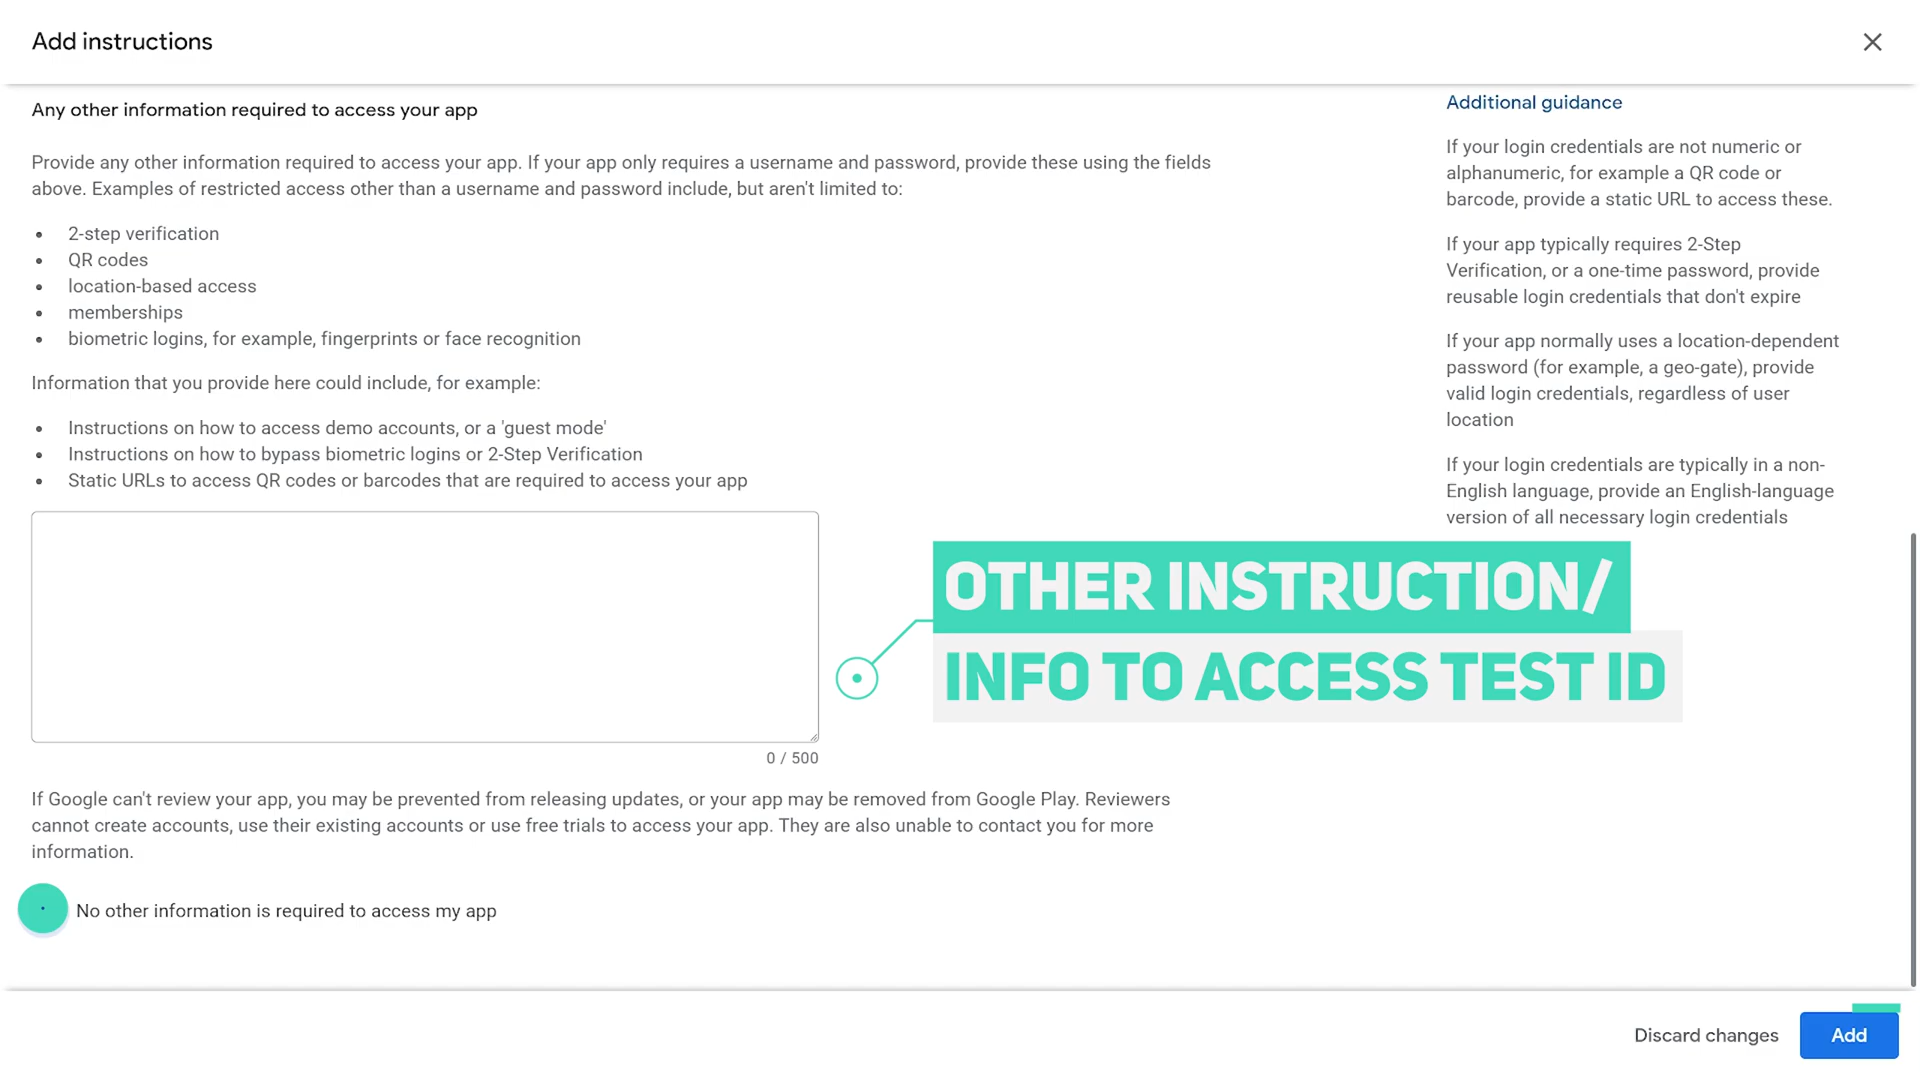 Add instructions
Any other information required to access your app
Provide any other information required to access your app. If your app only requires a username and password, provide these using the fields
above. Examples of restricted access other than a username and password include, but aren't limited to:
• 2-step verification
• QR codes
• location-based access
• memberships
• biometric logins, for example, fingerprints or face recognition
Information that you provide here could include, for example:
• Instructions on how to access demo accounts, or a 'guest mode'
• Instructions on how to bypass biometric logins or 2-Step Verification
• Static URLs to access QR codes or barcodes that are required to access your app
0 / 500
If Google can't review your app, you may be prevented from releasing updates, or your app may be removed from Google Play. Reviewers
cannot create accounts, use their existing accounts or use free trials to access your app. They are also unable to contact you for more
information.
No other information is required to access my app
Additional guidance
If your login credentials are not numeric or
alphanumeric, for example a QR code or
barcode, provide a static URL to access these.
If your app typically requires 2-Step
Verification, or a one-time password, provide
reusable login credentials that don't expire
If your app normally uses a location-dependent
password (for example, a geo-gate), provide
valid login credentials, regardless of user
location
If your login credentials are typically in a non-
English language, provide an English-language
version of all necessary login credentials
OTHER INSTRUCTION/
INFO TO ACCESS TEST ID
Discard changes
Add